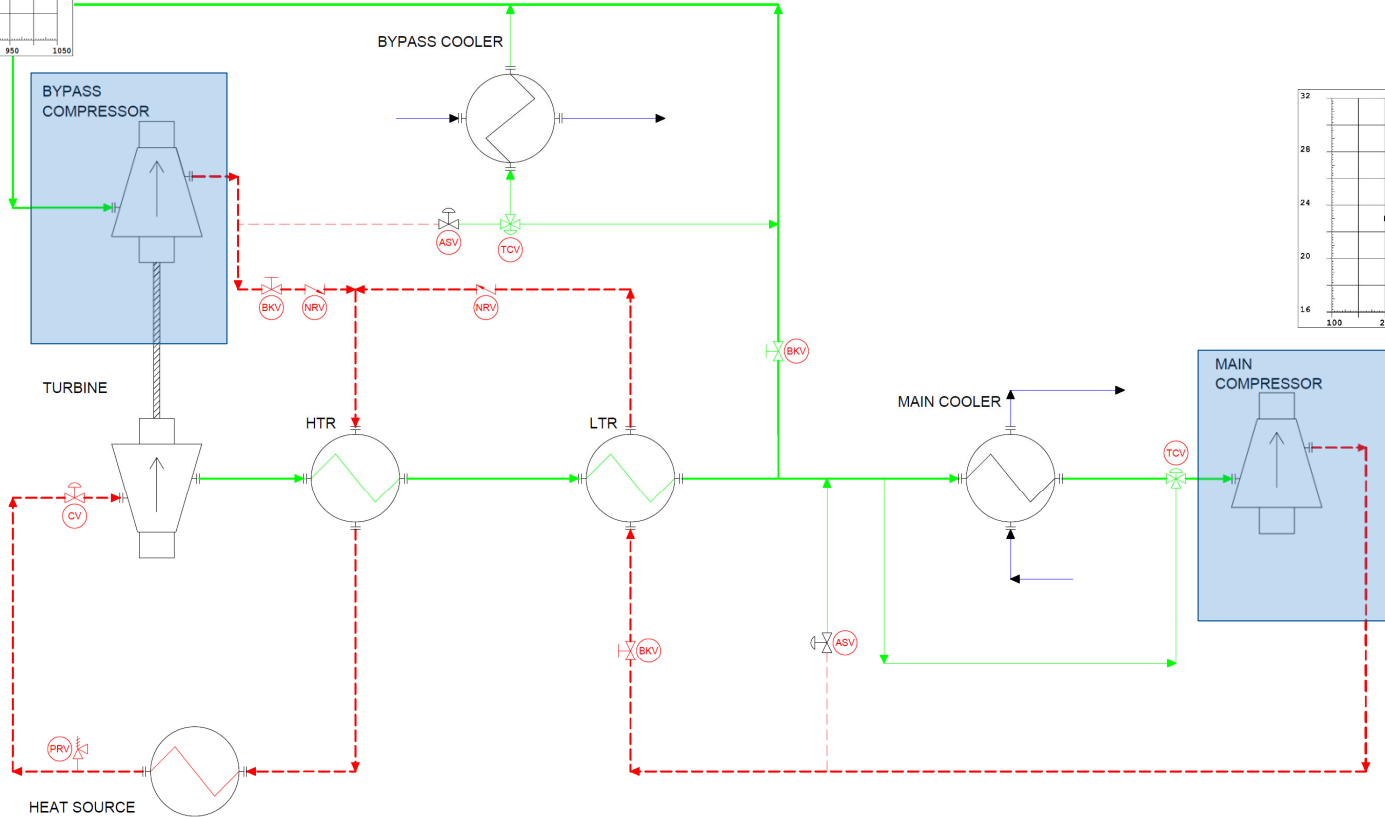 950 1050
BYPASS COOLER
BYPASS
COMPRESSOR
32
28
24
20
16
100 2
ASV
TCV
BKV
NRV
NRV
BKV
MAIN
COMPRESSOR
TURBINE
MAIN COOLER
HTR
LTR
TCV
CV
BKV
ASV
PRV
HEAT SOURCE